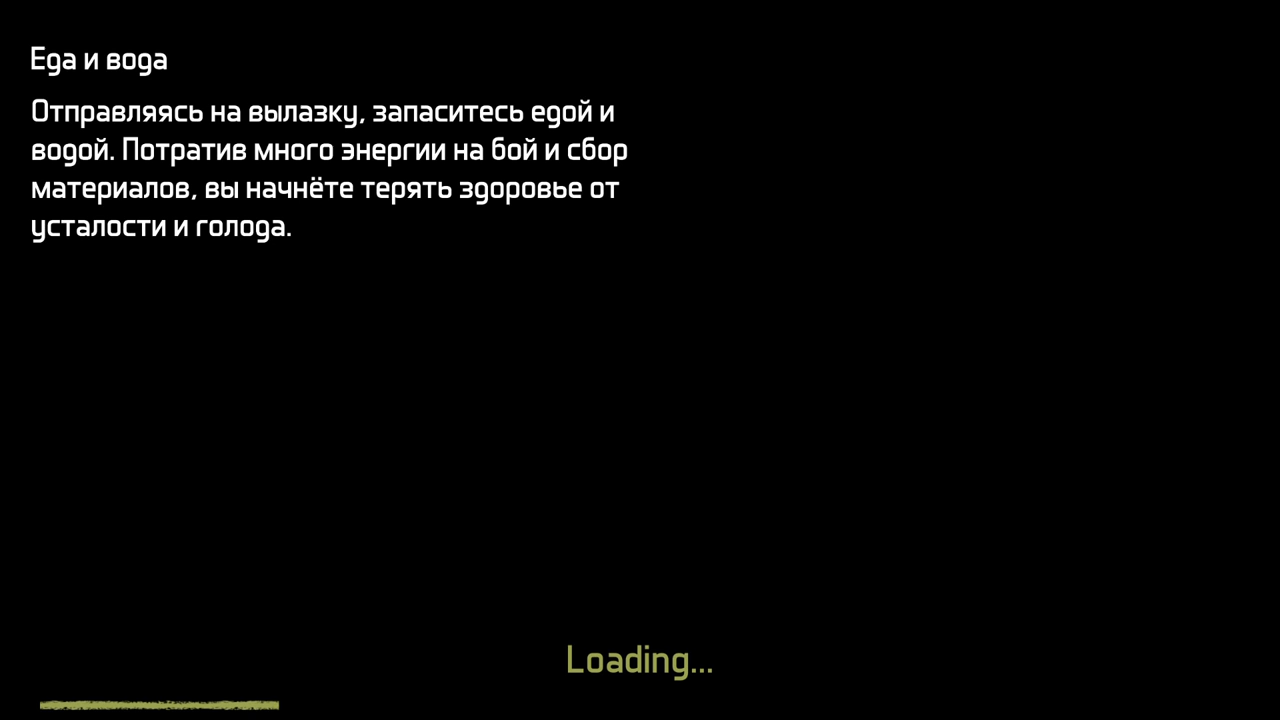 Еда и вода
Отправляясь на вылазку, запаситесь едой и
водой. Потратив много энергии на бой и сбор
материалов, вы начнёте терять здоровье от
усталости и голода.
Loading...